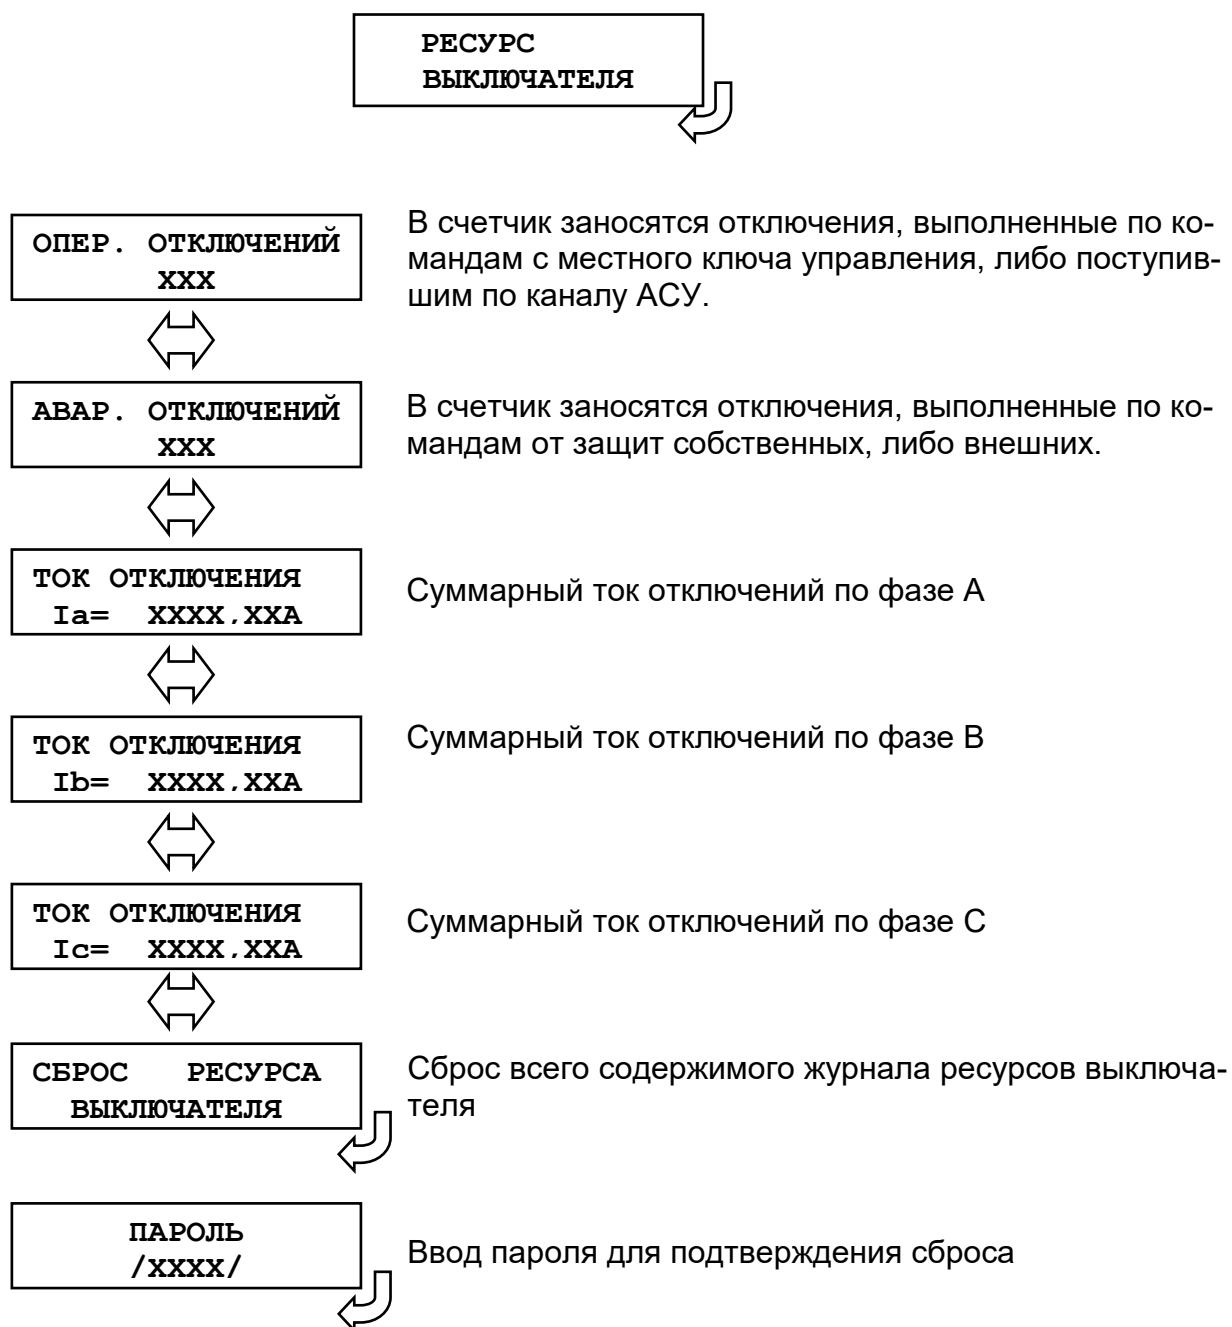 РЕСУРС
ВЫКЛЮЧАТЕЛЯ
ОПЕР. ОТКЛЮЧЕНИЙ
XXX
В счетчик заносятся отключения, выполненные по ко-
мандам с местного ключа управления, либо поступив-
шим по каналу АСУ.
АВАР. ОТКЛЮЧЕНИЙ
XXX
В счетчик заносятся отключения, выполненные по ко-
мандам от защит собственных, либо внешних.
ТОК ОТКЛЮЧЕНИЯ
Ia= XXXX,XXA
Суммарный ток отключений по фазе А
ТОК ОТКЛЮЧЕНИЯ
Ib= XXXX,XXA
Суммарный ток отключений по фазе В
ТОК ОТКЛЮЧЕНИЯ
Ic= XXXX,XXA
Суммарный ток отключений по фазе С
СБРОС РЕСУРСА
ВЫКЛЮЧАТЕЛЯ
Сброс всего содержимого журнала ресурсов выключа-
теля
ПАРОЛЬ
/XXXX/
Ввод пароля для подтверждения сброса